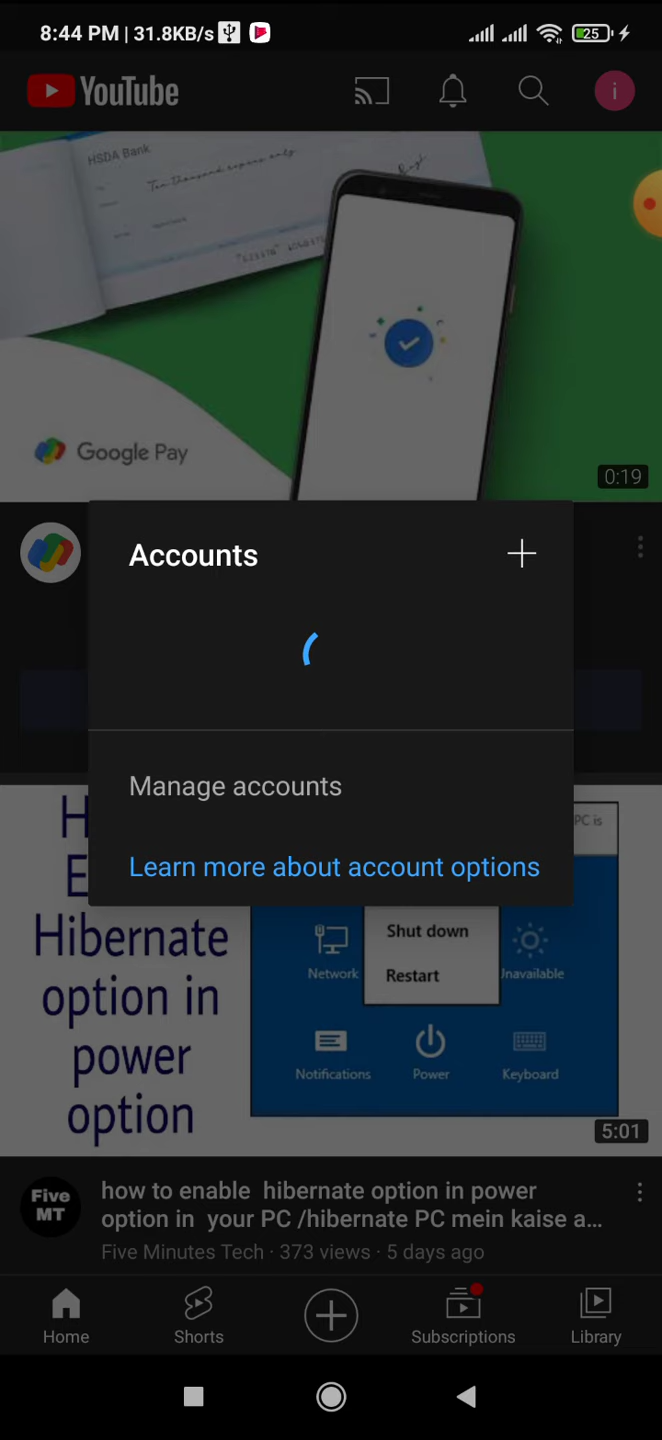 8:44 PM | 31.8KB/s
25
YouTube
i
HSDA Bank
Ten thousand rupees only
Google Pay
0:19
Accounts
Manage accounts
Learn more about account options
PC is
H
E
Hibernate
option in
power
option
Shut down
Restart
Network
Unavailable
Notifications
Power
Keyboard
5:01
Five
MT
how to enable hibernate option in power
option in your PC /hibernate PC mein kaise a...
Five Minutes Tech · 373 views · 5 days ago
Home
Shorts
Subscriptions
Library